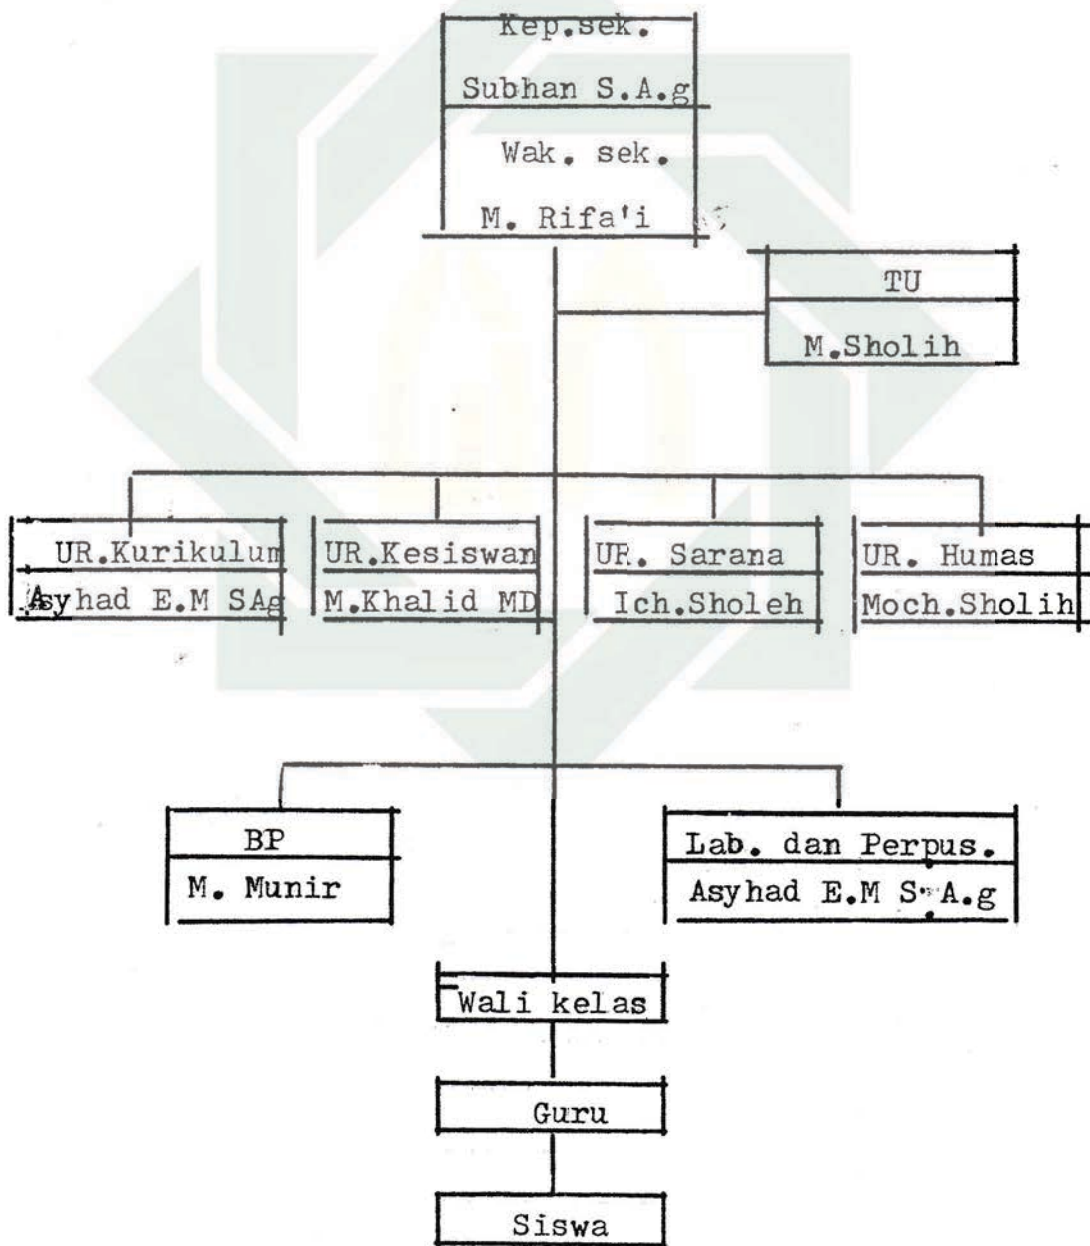 Kep.sek.
Subhan S.A.g
Wak. sek.
M. Rifa'i
TU
M.Sholih
UR.Kurikulum
Asyhad E.M SAg
UR.Kesiswan
M.Khalid MD
UR. Sarana
Ich.Sholeh
UR. Humas
Moch.Sholih
BP
M. Munir
Lab. dan Perpus.
Asyhad E.M S.A.g
Wali kelas
Guru
Siswa